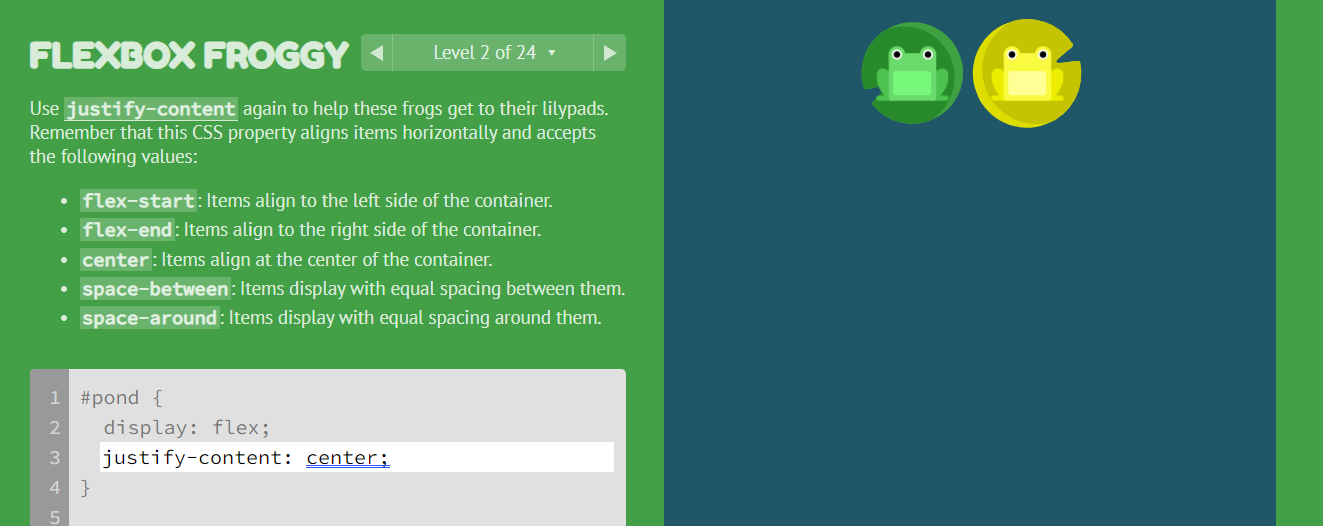 FLEXBOX FROGGY
Level 2 of 24
Use justify-content again to help these frogs get to their lilypads.
Remember that this CSS property aligns items horizontally and accepts
the following values:
flex-start: Items align to the left side of the container.
flex-end: Items align to the right side of the container.
center: Items align at the center of the container.
space-between: Items display with equal spacing between them.
space-around: Items display with equal spacing around them.
1 #pond {
2 display: flex;
3 justify-content: center;
4 }
5